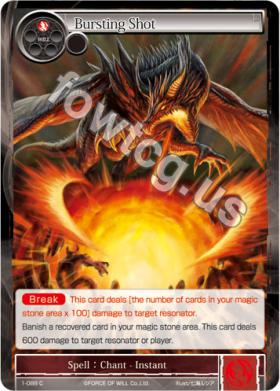 Bursting Shot
WILL
fowtcg.us
Break This card deals [the number of cards in your magic
stone area x 100] damage to target resonator.
Banish a recovered card in your magic stone area. This card deals
600 damage to target resonator or player.
Spell : Chant - Instant
1-088 C
©FORCE OF WILL Co.,Ltd.